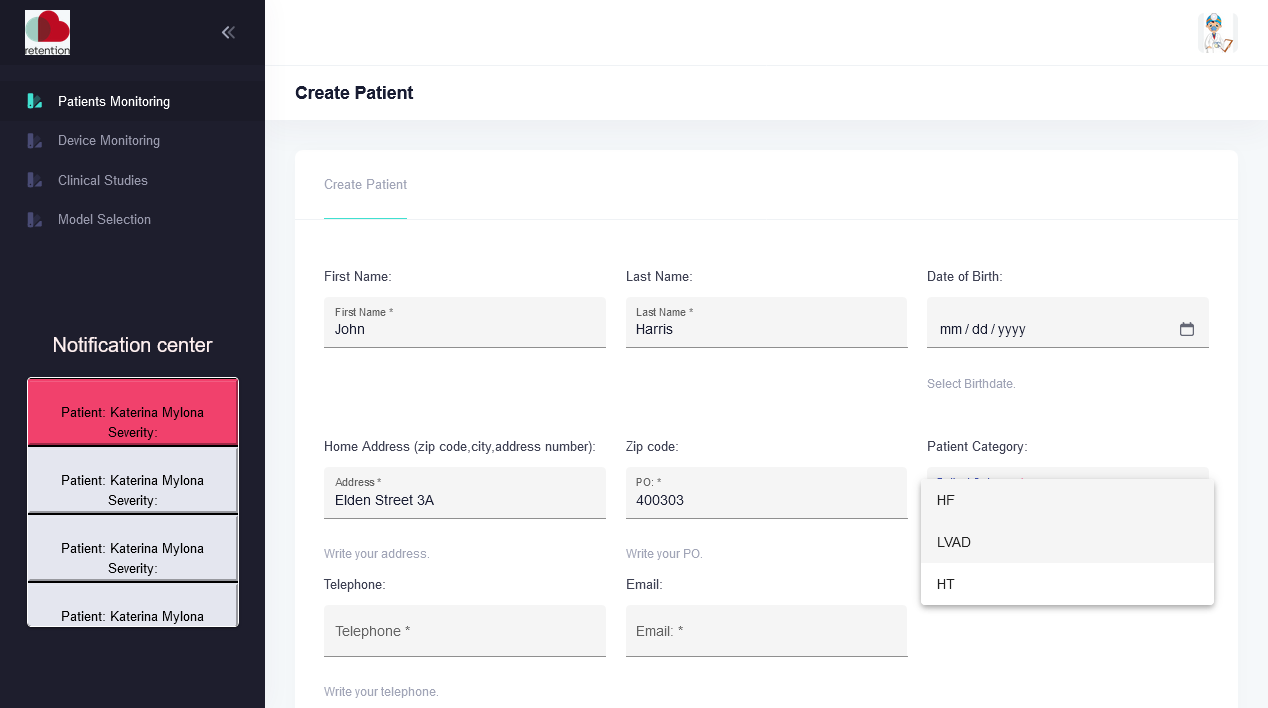 retention
Patients Monitoring
Device Monitoring
Clinical Studies
Model Selection
Notification center
Patient: Katerina Mylona
Severity:
Patient: Katerina Mylona
Severity:
Patient: Katerina Mylona
Severity:
Patient: Katerina Mylona
Create Patient
Create Patient
First Name:
Last Name:
Date of Birth:
First Name *
Last Name *
John
Harris
mm/dd/yyyy
Select Birthdate.
Home Address (zip code,city,address number):
Zip code:
Patient Category:
Address *
PO: *
Elden Street 3A
400303
HF
LVAD
HT
Write your address.
Write your PO.
Telephone:
Email:
Telephone *
Email: *
Write your telephone.